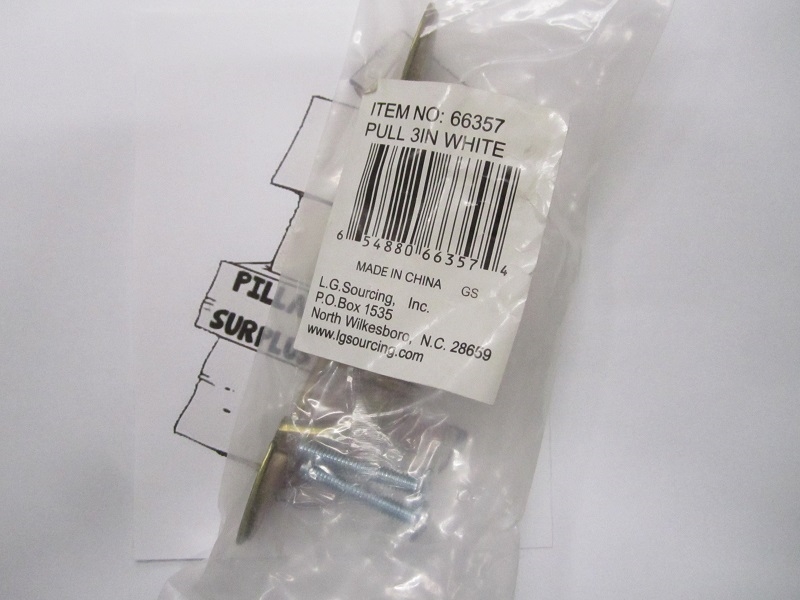 ITEM NO: 66357
PULL 3IN WHITE
6 54880 66357 4
MADE IN CHINA GS
L.G.Sourcing, Inc.
P.O.Box 1535
North Wilkesboro, N.C. 28659
www.lgsourcing.com
SURPLU